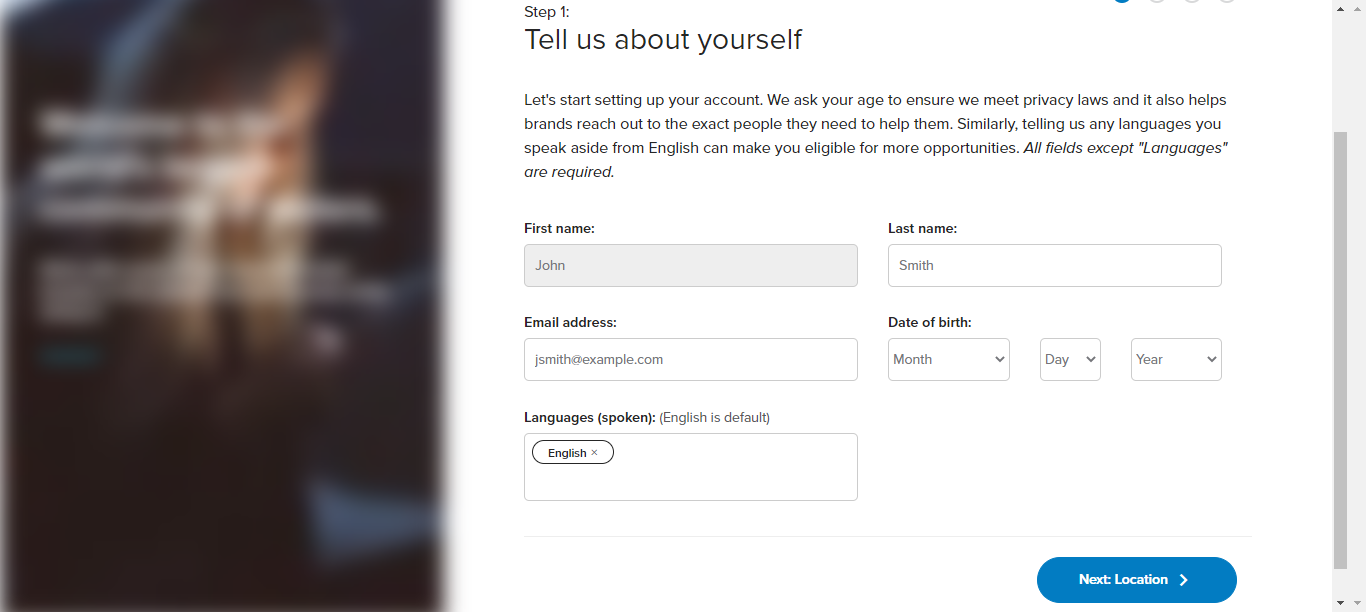 Step 1:
Tell us about yourself
Let's start setting up your account. We ask your age to ensure we meet privacy laws and it also helps
brands reach out to the exact people they need to help them. Similarly, telling us any languages you
speak aside from English can make you eligible for more opportunities. All fields except "Languages"
are required.
First name:
Last name:
John
Smith
Email address:
Date of birth:
jsmith@example.com
Month
Day
Year
Languages (spoken): (English is default)
English ×
Next: Location